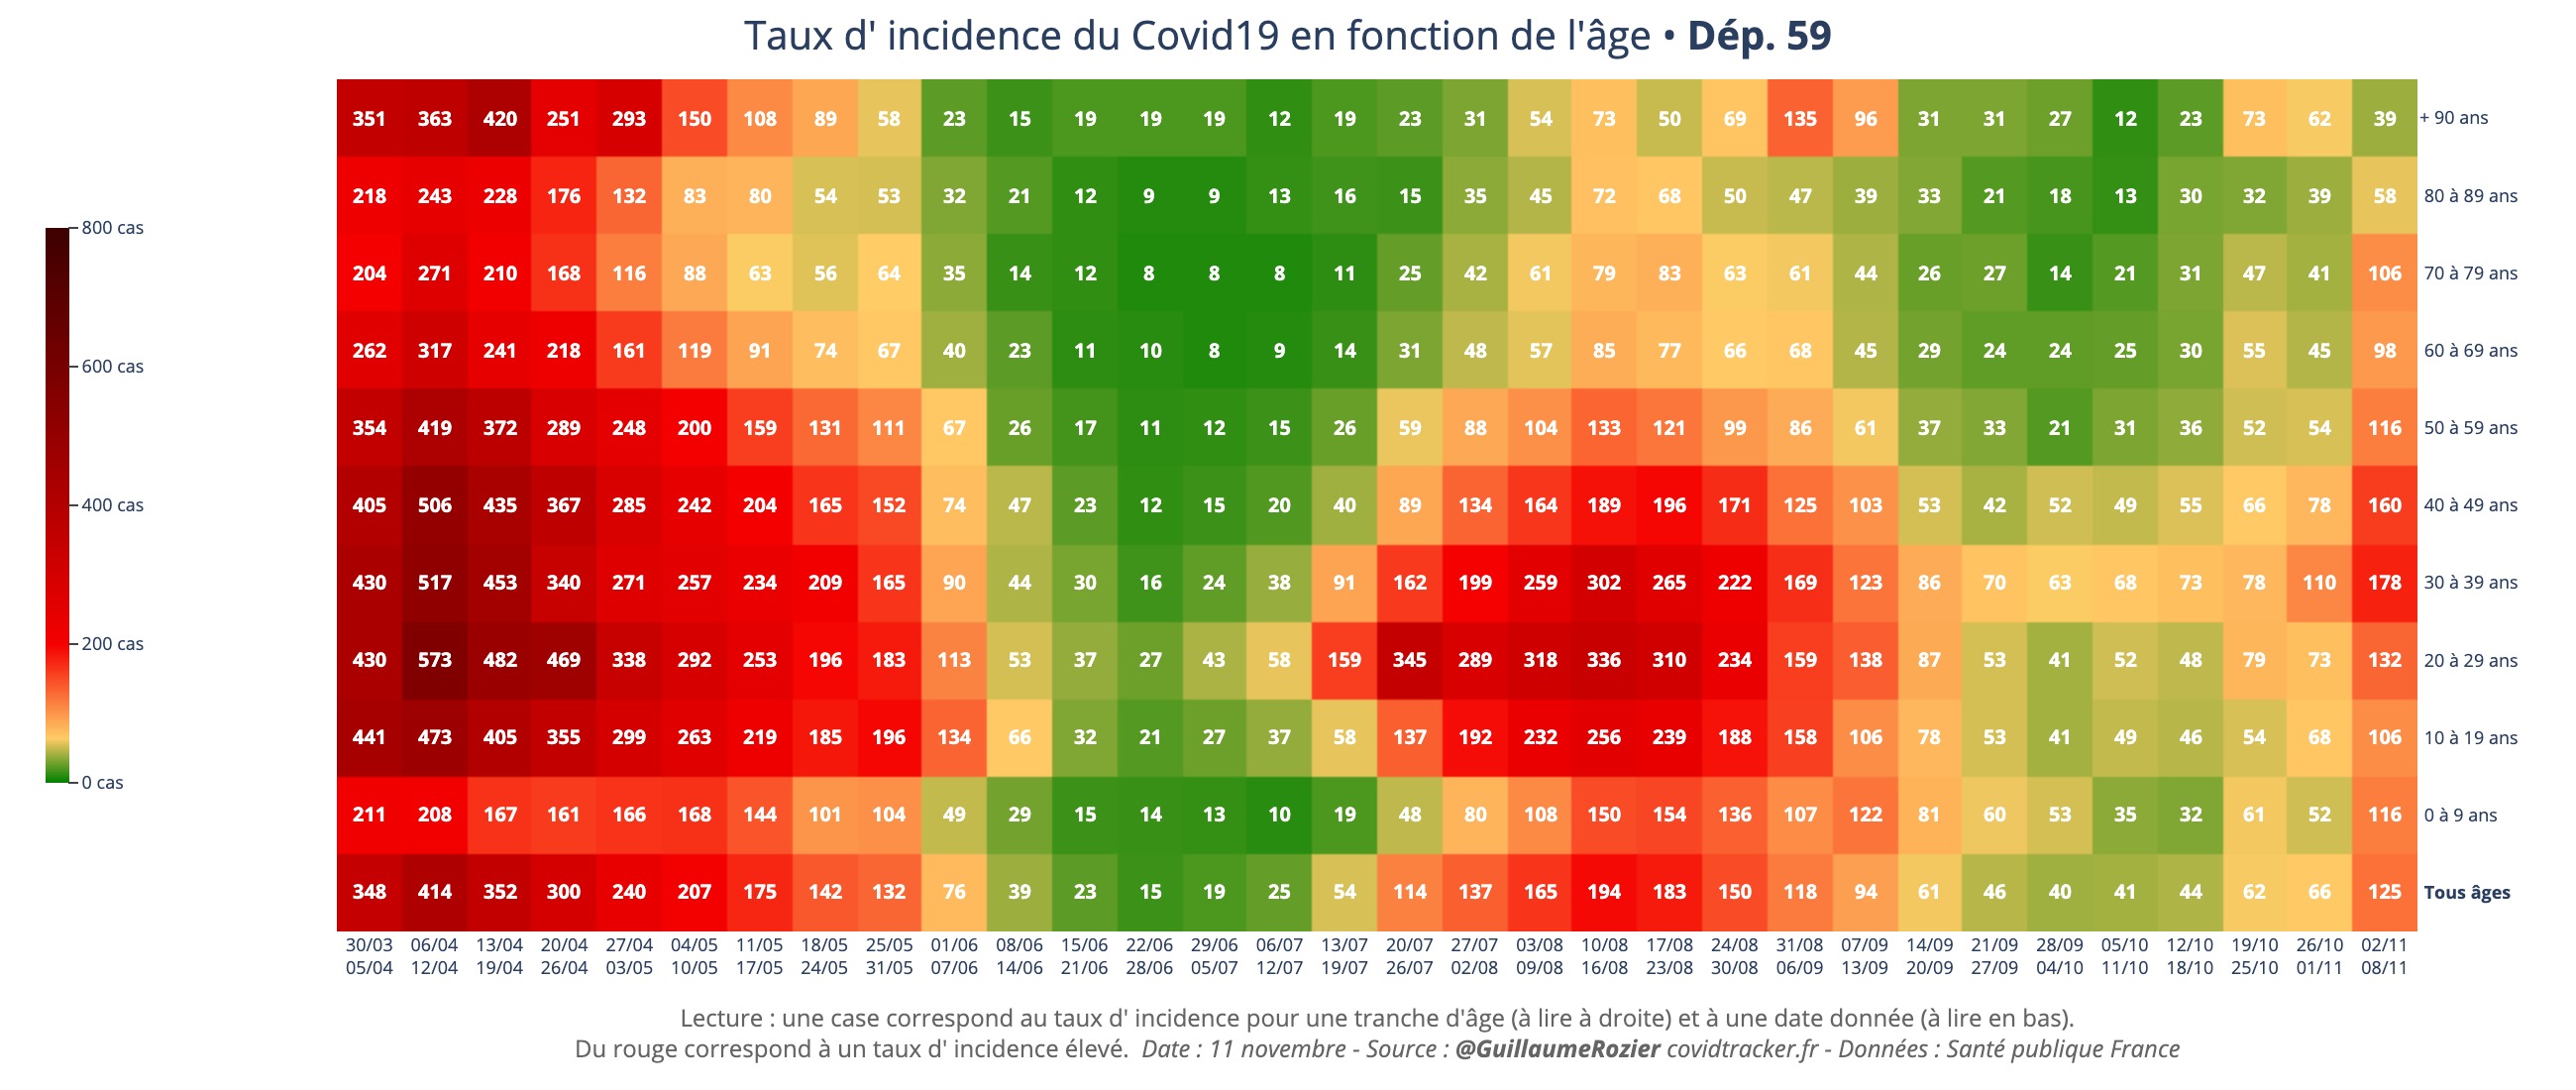 Taux d' incidence du Covid19 en fonction de l'âge • Dép. 59
800 cas
600 cas
400 cas
200 cas
0 cas
351 363 420 251 293 150 108 89 58 23 15 19 19 19 12 19 23 31 54 73 50 69 135 96 31 31 27 12 23 73 62 39 + 90 ans
218 243 228 176 132 83 80 54 53 32 21 12 9 9 13 16 15 35 45 72 68 50 47 39 33 21 18 13 30 32 39 58 80 à 89 ans
204 271 210 168 116 88 63 56 64 35 14 12 8 8 8 11 25 42 61 79 83 63 61 44 26 27 14 21 31 47 41 106 70 à 79 ans
262 317 241 218 161 119 91 74 67 40 23 11 10 8 9 14 31 48 57 85 77 66 68 45 29 24 24 25 30 55 45 98 60 à 69 ans
354 419 372 289 248 200 159 131 111 67 26 17 11 12 15 26 59 88 104 133 121 99 86 61 37 33 21 31 36 52 54 116 50 à 59 ans
405 506 435 367 285 242 204 165 152 74 47 23 12 15 20 40 89 134 164 189 196 171 125 103 53 42 52 49 55 66 78 160 40 à 49 ans
430 517 453 340 271 257 234 209 165 90 44 30 16 24 38 91 162 199 259 302 265 222 169 123 86 70 63 68 73 78 110 178 30 à 39 ans
430 573 482 469 338 292 253 196 183 113 53 37 27 43 58 159 345 289 318 336 310 234 159 138 87 53 41 52 48 79 73 132 20 à 29 ans
441 473 405 355 299 263 219 185 196 134 66 32 21 27 37 58 137 192 232 256 239 188 158 106 78 53 41 49 46 54 68 106 10 à 19 ans
211 208 167 161 166 168 144 101 104 49 29 15 14 13 10 19 48 80 108 150 154 136 107 122 81 60 53 35 32 61 52 116 0 à 9 ans
348 414 352 300 240 207 175 142 132 76 39 23 15 19 25 54 114 137 165 194 183 150 118 94 61 46 40 41 44 62 66 125 Tous âges
30/03 06/04 13/04 20/04 27/04 04/05 11/05 18/05 25/05 01/06 08/06 15/06 22/06 29/06 06/07 13/07 20/07 27/07 03/08 10/08 17/08 24/08 31/08 07/09 14/09 21/09 28/09 05/10 12/10 19/10 26/10 02/11
05/04 12/04 19/04 26/04 03/05 10/05 17/05 24/05 31/05 07/06 14/06 21/06 28/06 05/07 12/07 19/07 26/07 02/08 09/08 16/08 23/08 30/08 06/09 13/09 20/09 27/09 04/10 11/10 18/10 25/10 01/11 08/11
Lecture : une case correspond au taux d' incidence pour une tranche d'âge (à lire à droite) et à une date donnée (à lire en bas).
Du rouge correspond à un taux d' incidence élevé. Date : 11 novembre - Source : @GuillaumeRozier covidtracker.fr - Données : Santé publique France